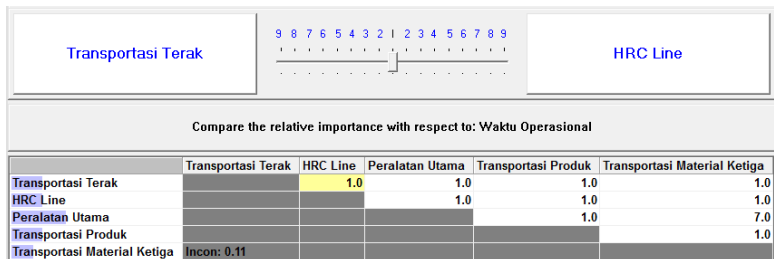 9 8 7 6 5 4 3 2 1 2 3 4 5 6 7 8 9
Transportasi Terak HRC Line
Compare the relative importance with respect to: Waktu Operasional
Transportasi Terak HRC Line Peralatan Utama Transportasi Produk Transportasi Material Ketiga
Transportasi Terak 1.0 1.0 1.0 1.0
HRC Line 1.0 1.0 1.0
Peralatan Utama 1.0 7.0
Transportasi Produk 1.0
Transportasi Material Ketiga Incon: 0.11